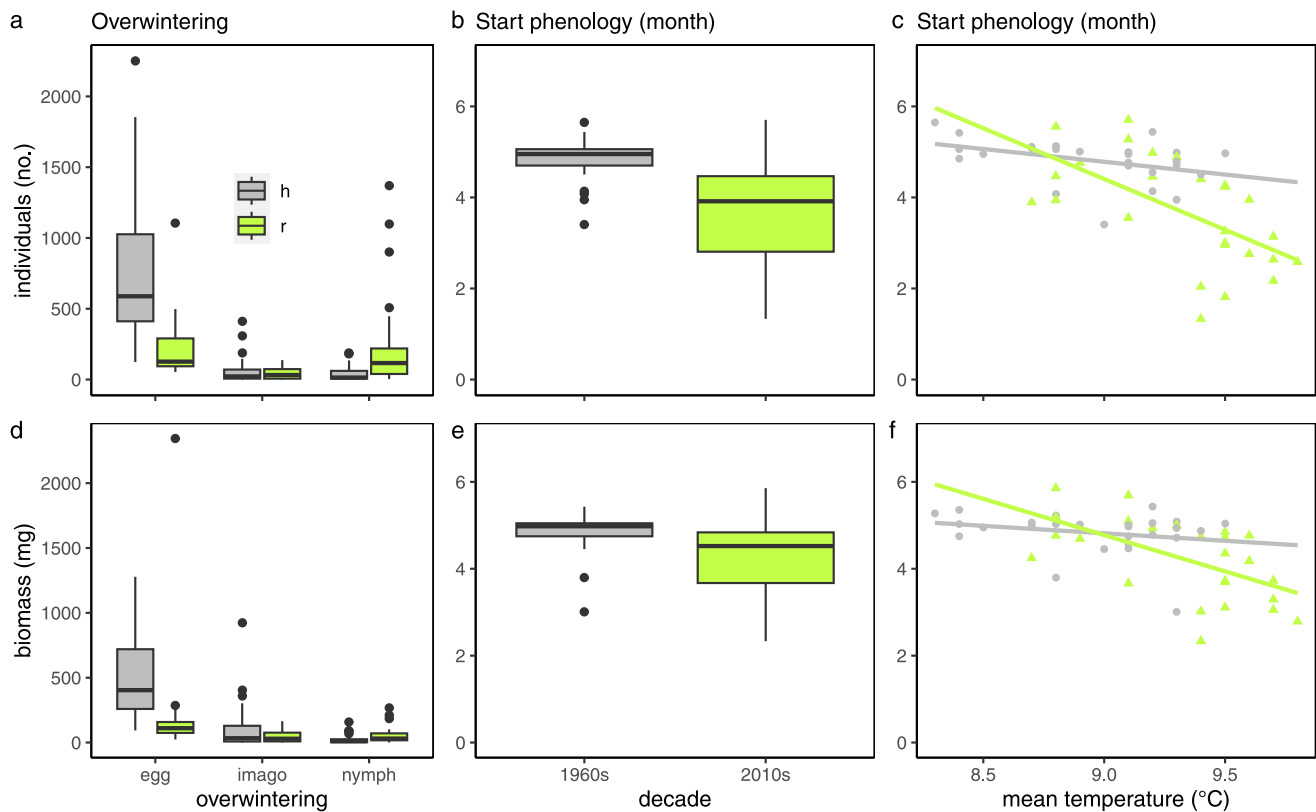 a Overwintering
b Start phenology (month)
c Start phenology (month)
individuals (no.)
2000
1500
1000
500
0
h
r
6
4
2
0
6
4
2
0
d
e
f
biomass (mg)
2000
1500
1000
500
0
egg imago nymph
overwintering
6
4
2
0
1960s 2010s
decade
6
4
2
0
8.5 9.0 9.5
mean temperature (°C)